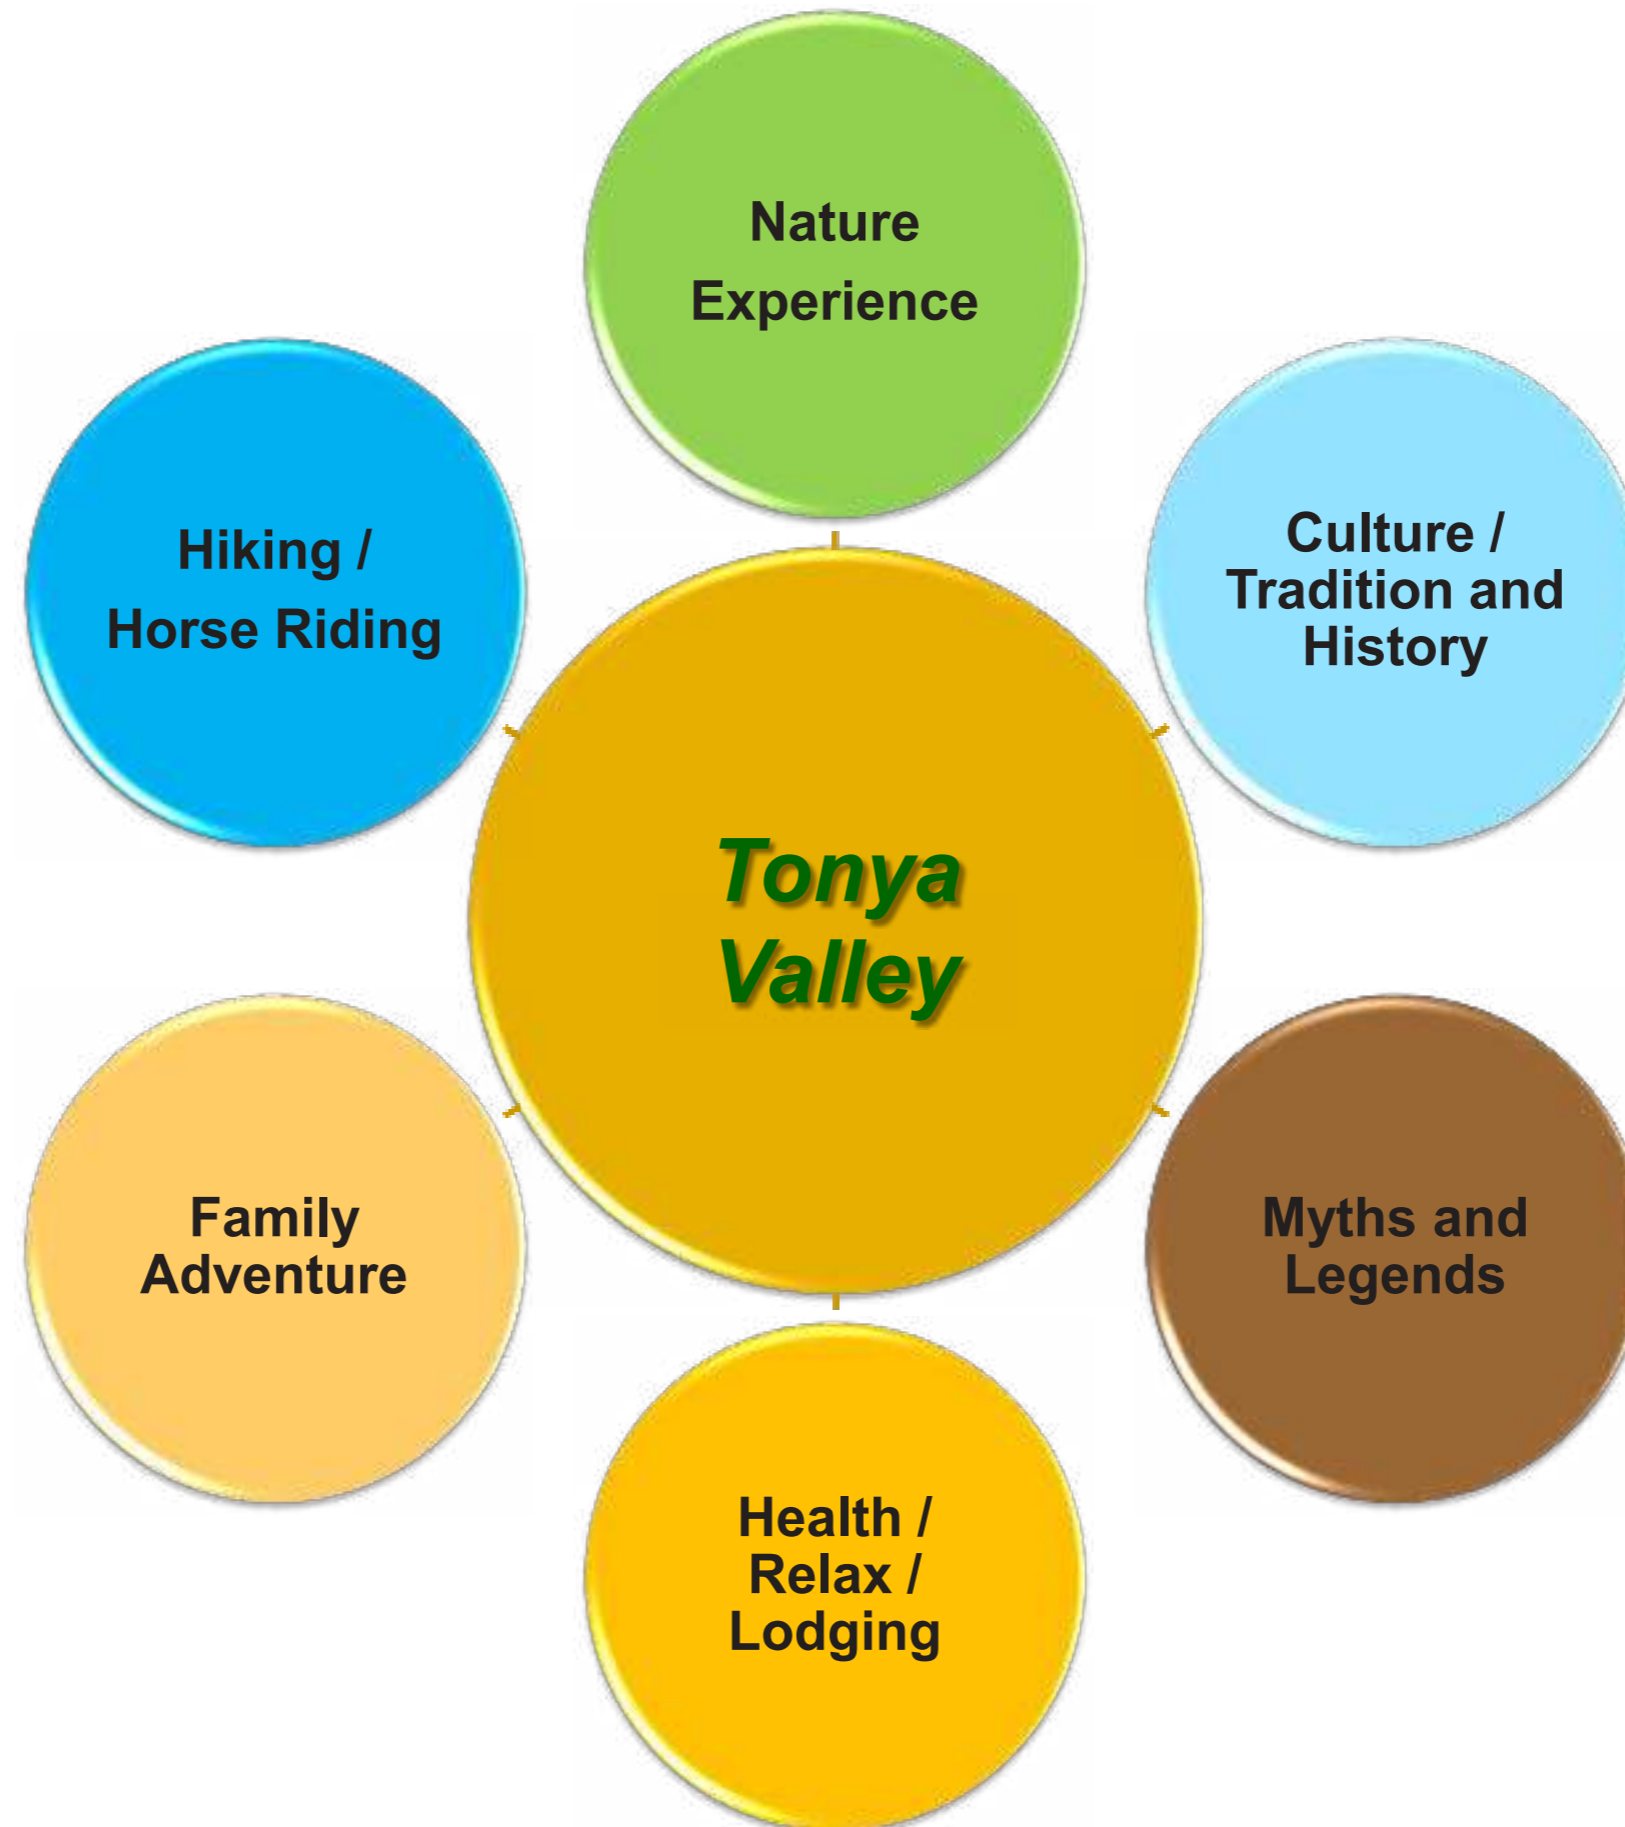 Nature
Experience
Hiking /
Horse Riding
Culture /
Tradition and
History
Tonya
Valley
Family
Adventure
Myths and
Legends
Health /
Relax /
Lodging